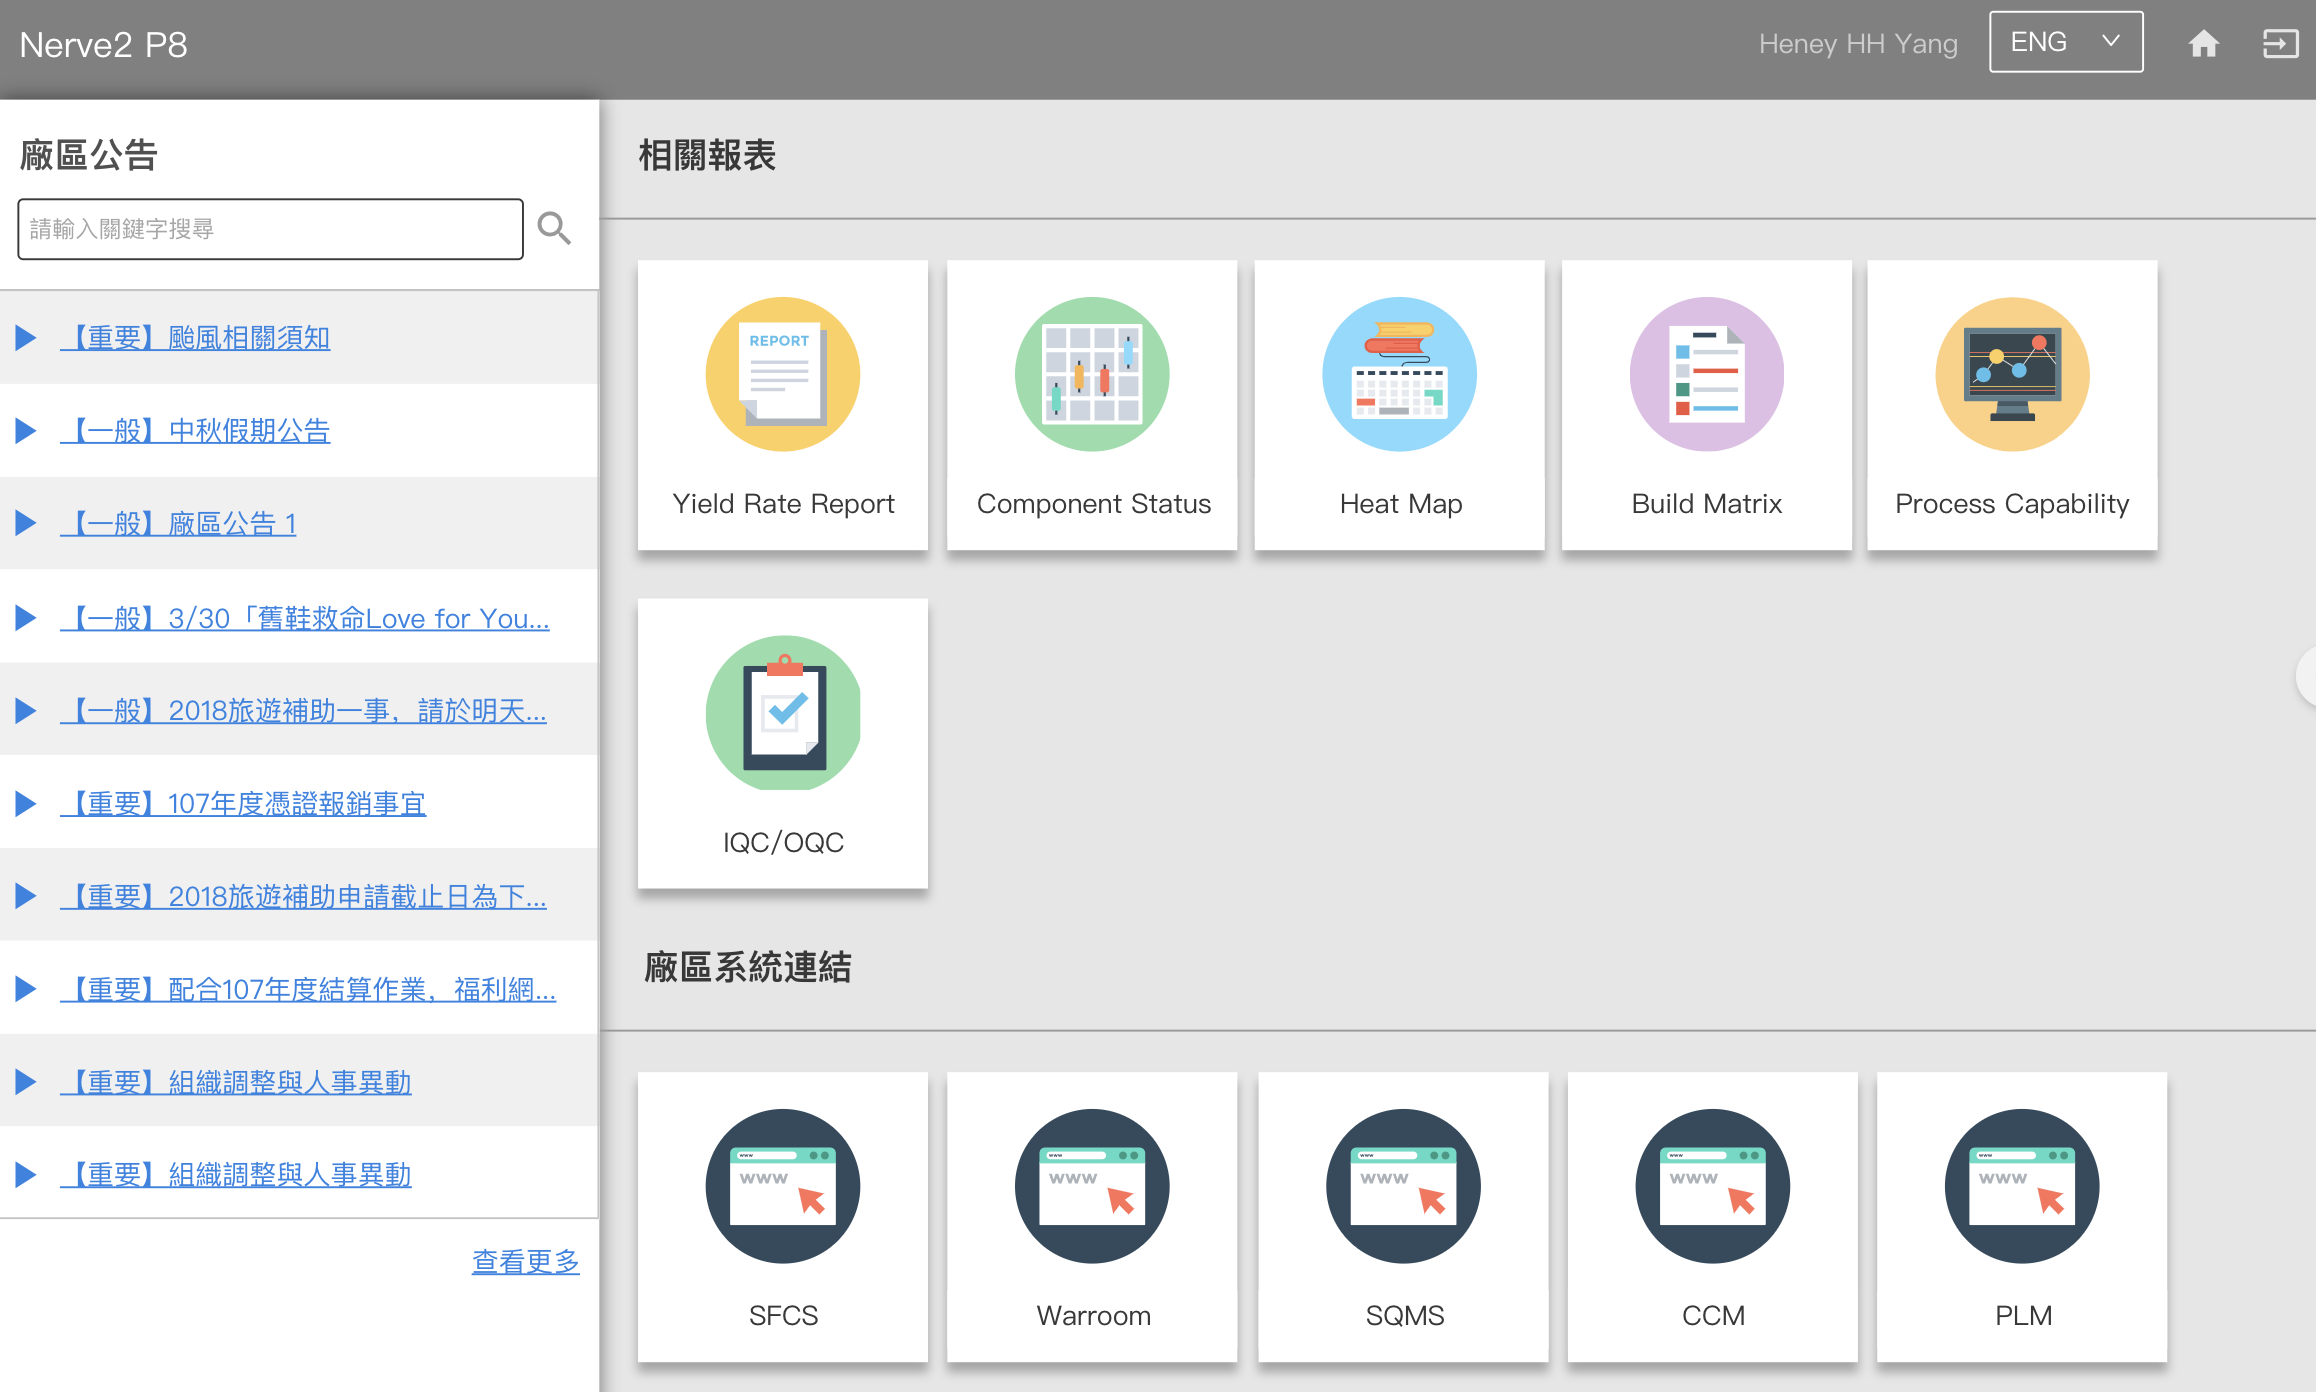 Nerve2 P8
Heney HH Yang
ENG
廠區公告
請輸入關鍵字搜尋
【重要】颱風相關須知
【一般】中秋假期公告
【一般】廠區公告 1
【一般】3/30「舊鞋救命Love for You...
【一般】2018旅遊補助一事，請於明天...
【重要】107年度憑證報銷事宜
【重要】2018旅遊補助申請截止日為下...
【重要】配合107年度結算作業，福利網...
【重要】組織調整與人事異動
【重要】組織調整與人事異動
查看更多
相關報表
REPORT
Yield Rate Report
Component Status
Heat Map
Build Matrix
Process Capability
IQC/OQC
廠區系統連結
www
www
SFCS
www
www
Warroom
www
www
SQMS
www
www
CCM
www
www
PLM